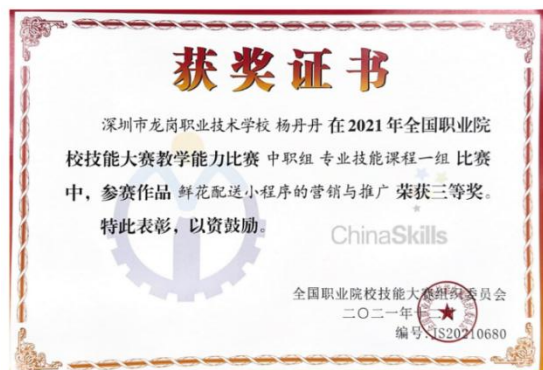 获奖证书
深圳市龙岗职业技术学校 杨丹丹 在 2021 年全国职业院
校技能大赛教学能力比赛 中职组 专业技能课程一组 比赛
中，参赛作品 鲜花配送小程序的营销与推广 荣获三等奖。
特此表彰，以资鼓励。
ChinaSkills
全国职业院校技能大赛组织委员会
二〇二一年十二月
编号:JS20210680